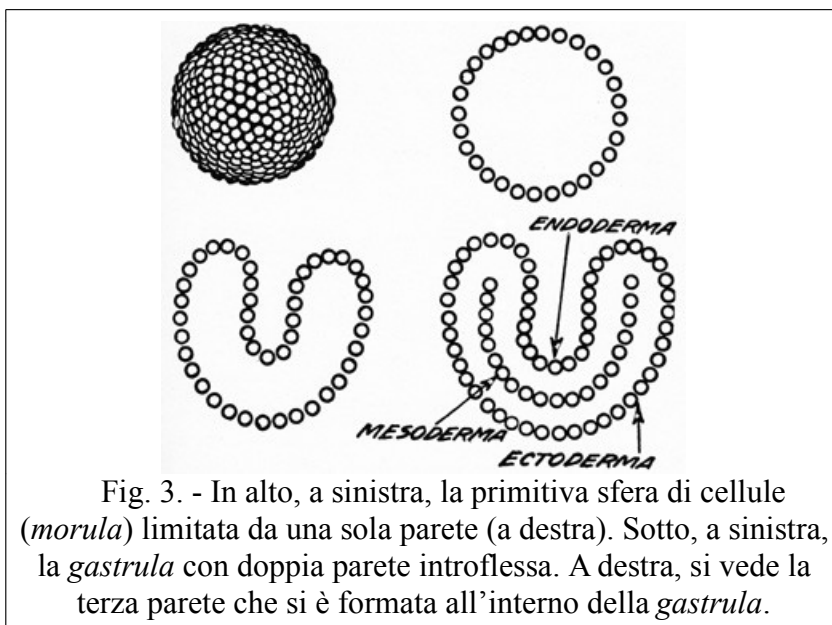 ENDODERMA
MESODERMA
ECTODERMA
Fig. 3. - In alto, a sinistra, la primitiva sfera di cellule
(morula) limitata da una sola parete (a destra). Sotto, a sinistra,
la gastrula con doppia parete introflessa. A destra, si vede la
terza parete che si è formata all’interno della gastrula.